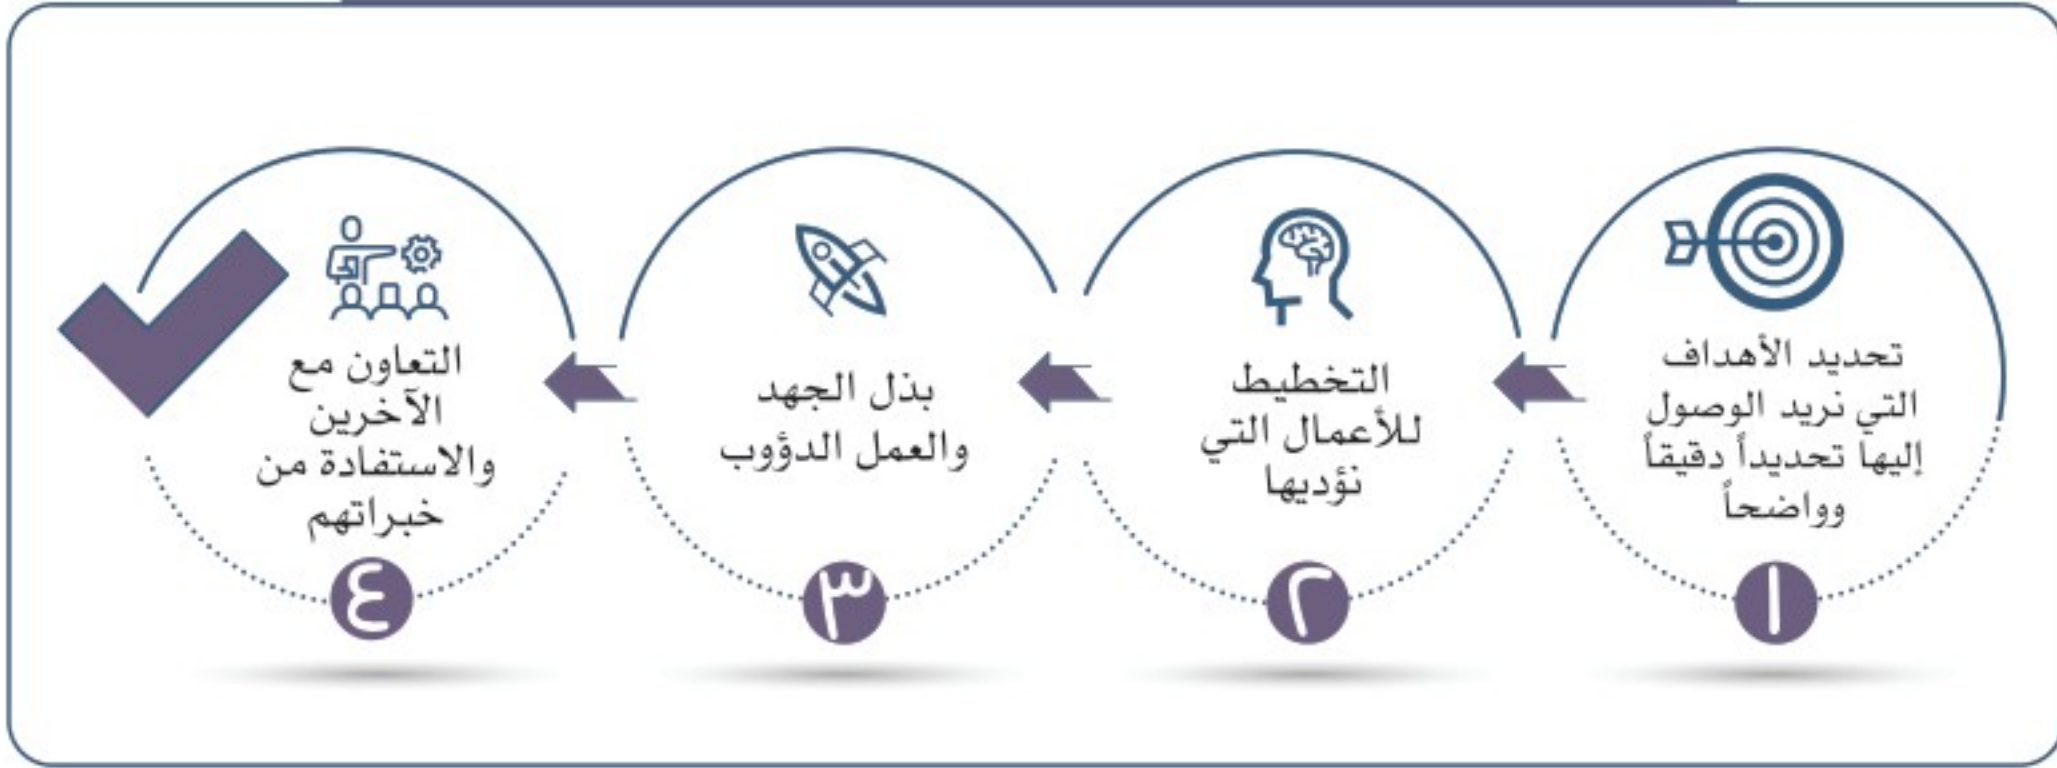 تحديد الأهداف
التي نريد الوصول
إليها تحديداً دقيقاً
وواضحاً
١
التخطيط
للأعمال التي
نؤديها
٢
بذل الجهد
والعمل الدؤوب
٣
التعاون مع
الآخرين
والاستفادة من
خبراتهم
٤